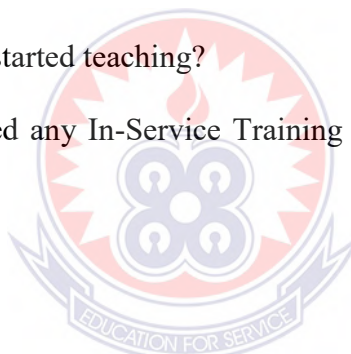 started teaching?
ed any In-Service Training
EDUCATION FOR SERVICE